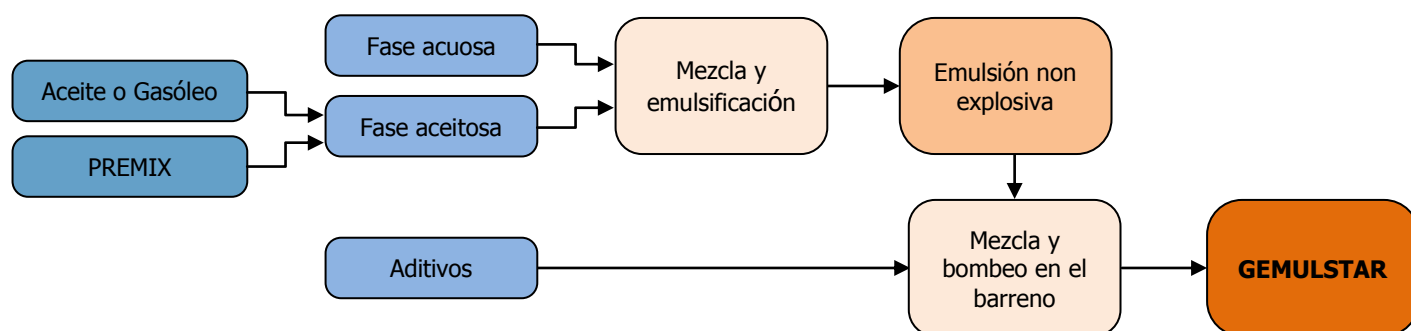 Fase acuosa
Aceite o Gasóleo
Fase aceitosa
PREMIX
Mezcla y
emulsificación
Emulsión non
explosiva
Aditivos
Mezcla y
bombeo en el
barreno
GEMULSTAR